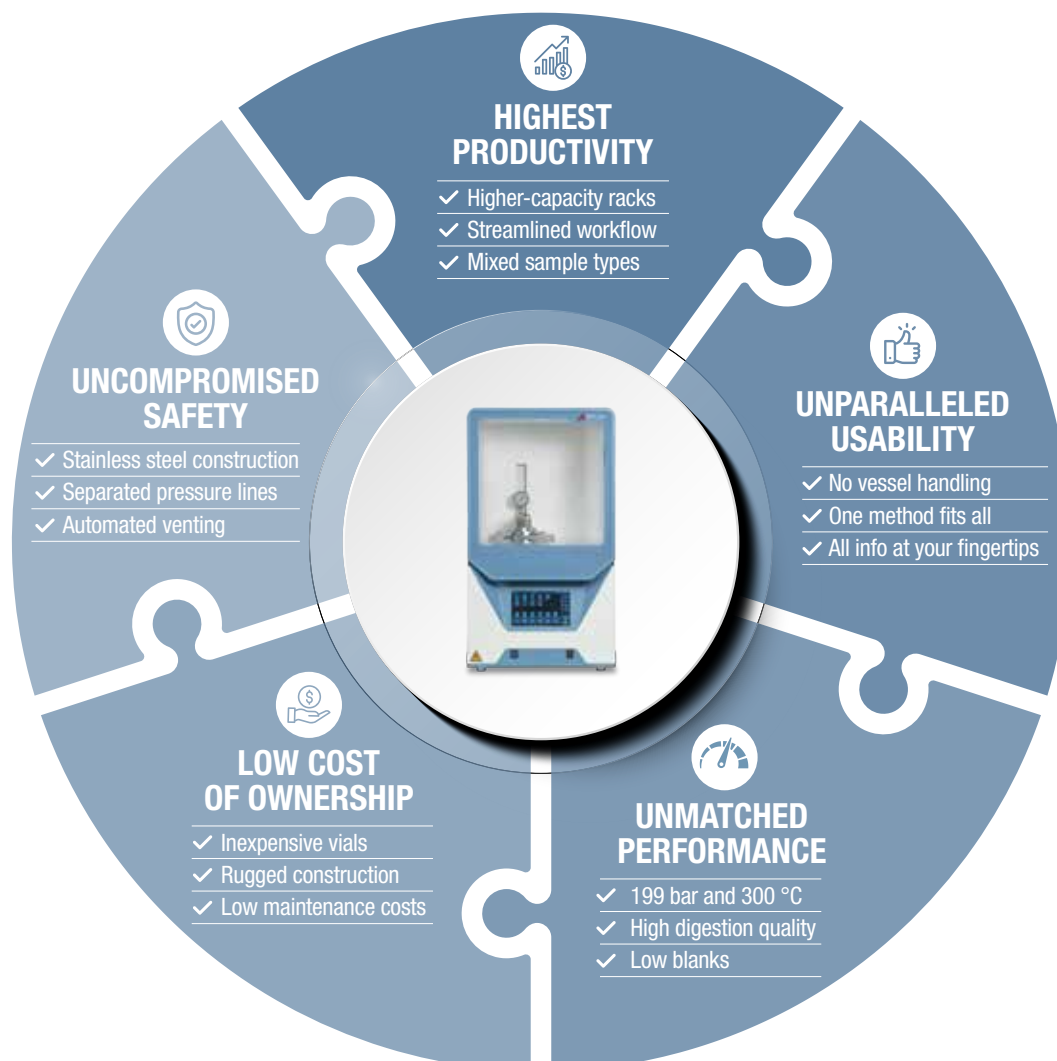 HIGHEST
PRODUCTIVITY
Higher-capacity racks
Streamlined workflow
Mixed sample types
UNCOMPROMISED
SAFETY
Stainless steel construction
Separated pressure lines
Automated venting
UNPARALLELED
USABILITY
No vessel handling
One method fits all
All info at your fingertips
LOW COST
OF OWNERSHIP
Inexpensive vials
Rugged construction
Low maintenance costs
UNMATCHED
PERFORMANCE
199 bar and 300 °C
High digestion quality
Low blanks